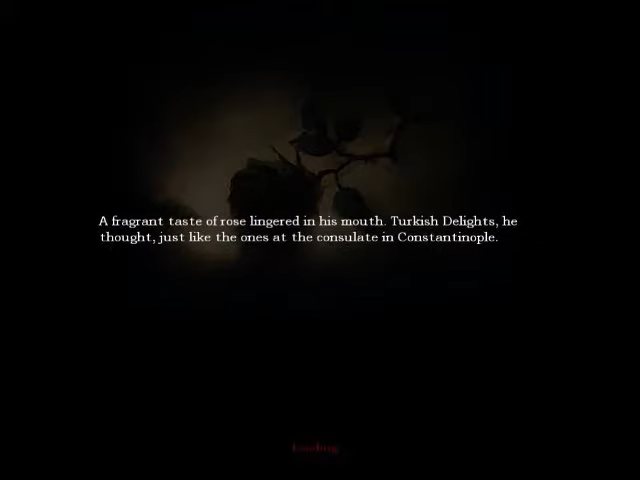 A fragrant taste of rose lingered in his mouth. Turkish Delights, he
thought, just like the ones at the consulate in Constantinople.
Loading